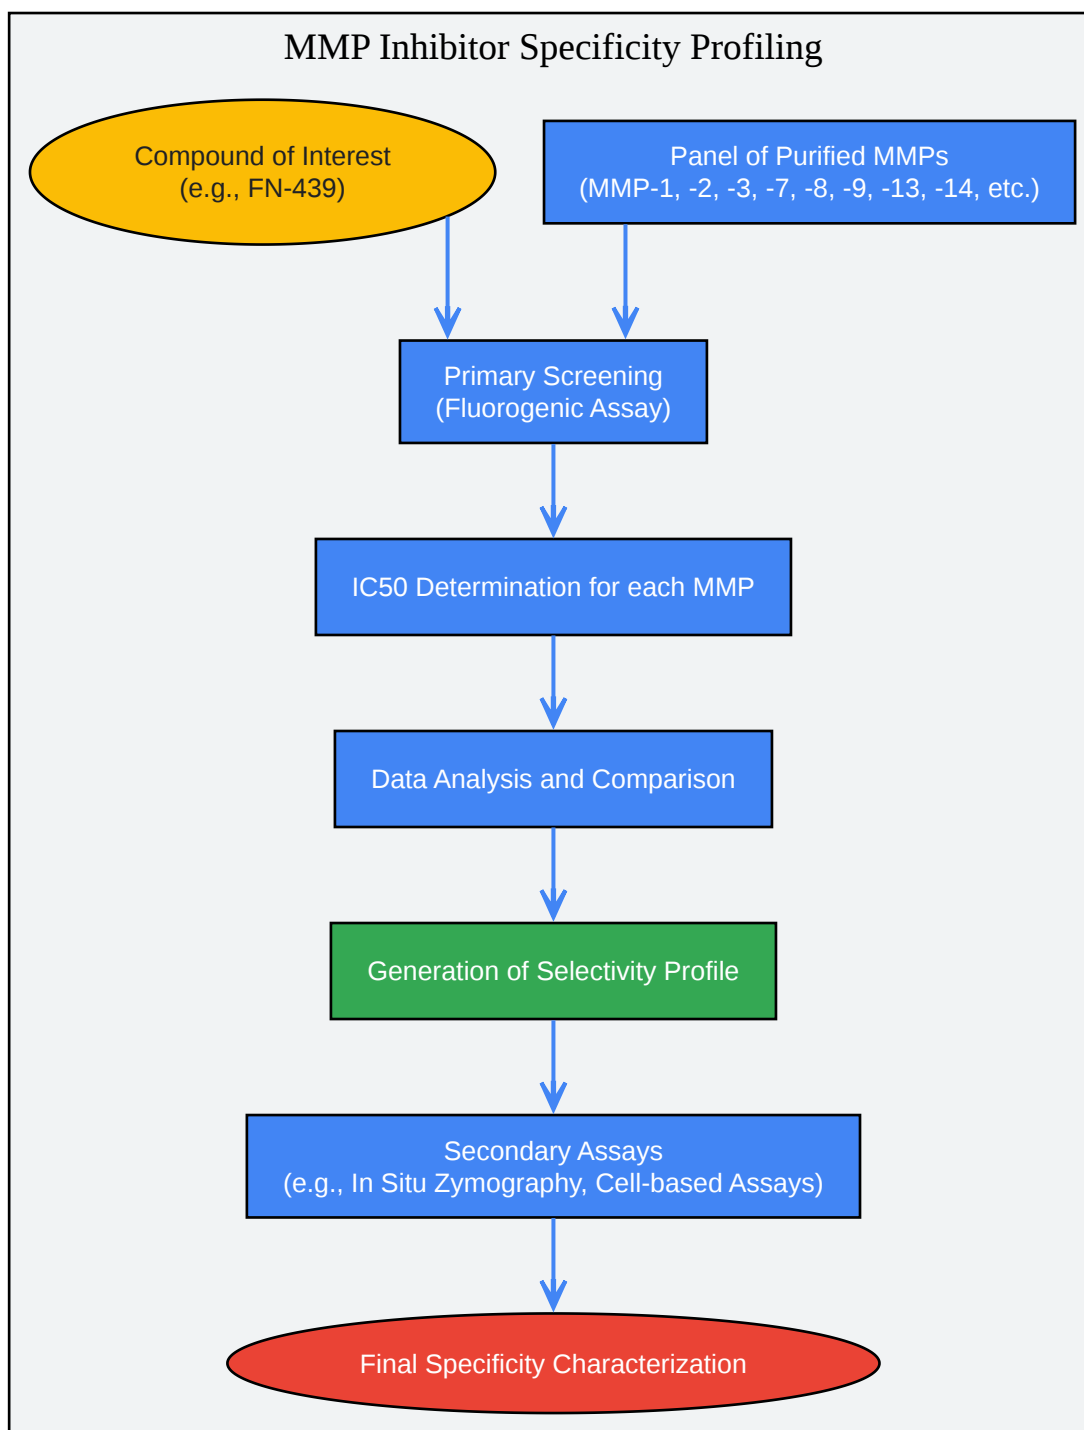 MMP Inhibitor Specificity Profiling
Compound of Interest
(e.g., FN-439)
Panel of Purified MMPs
(MMP-1, -2, -3, -7, -8, -9, -13, -14, etc.)
Primary Screening
(Fluorogenic Assay)
IC50 Determination for each MMP
Data Analysis and Comparison
Generation of Selectivity Profile
Secondary Assays
(e.g., In Situ Zymography, Cell-based Assays)
Final Specificity Characterization